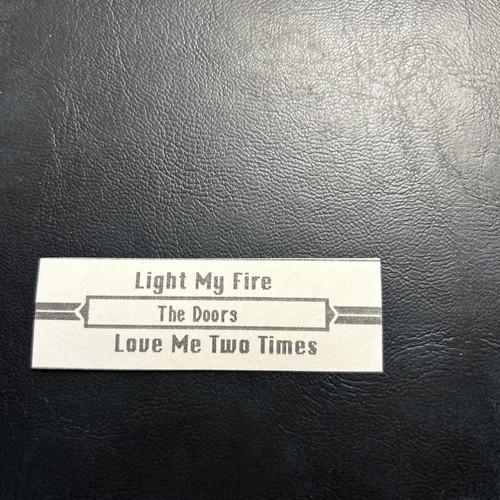 Light My Fire
The Doors
Love Me Two Times